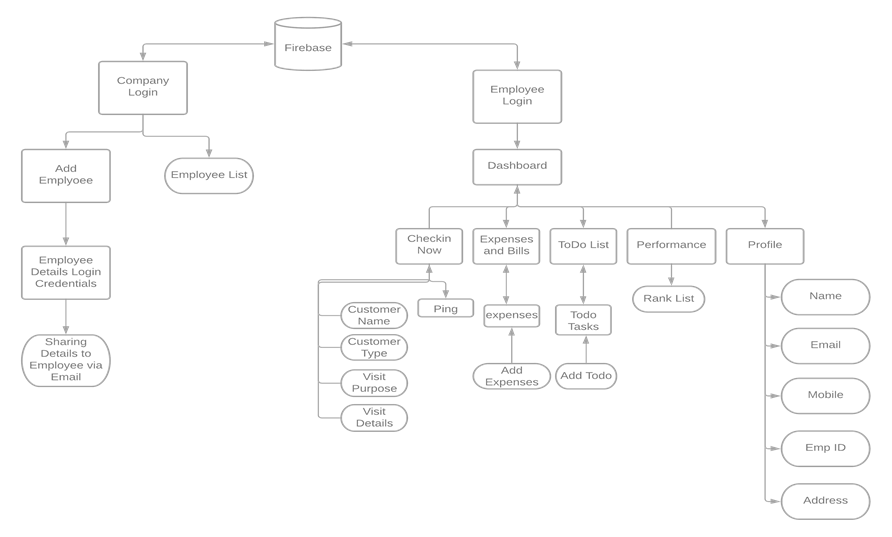 Firebase
Company
Login
Employee
Login
Add
Emplyoee
Employee List
Dashboard
Employee
Details Login
Credentials
Sharing
Details to
Employee via
Email
Checkin
Now
Expenses
and Bills
ToDo List
Performance
Profile
Customer
Name
Customer
Type
Visit
Purpose
Visit
Details
Ping
expenses
Add
Expenses
Todo
Tasks
Add Todo
Rank List
Name
Email
Mobile
Emp ID
Address